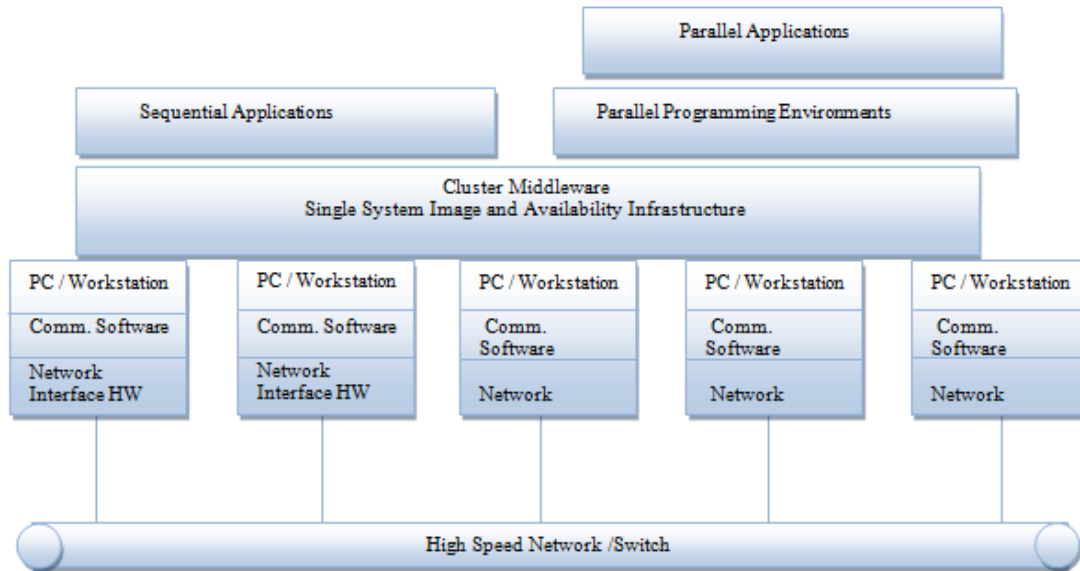 Parallel Applications
Sequential Applications
Parallel Programming Environments
Cluster Middleware
Single System Image and Availability Infrastructure
PC / Workstation
Comm. Software
Network
Interface HW
PC / Workstation
Comm. Software
Network
Interface HW
PC / Workstation
Comm.
Software
Network
PC / Workstation
Comm.
Software
Network
PC / Workstation
Comm.
Software
Network
High Speed Network /Switch